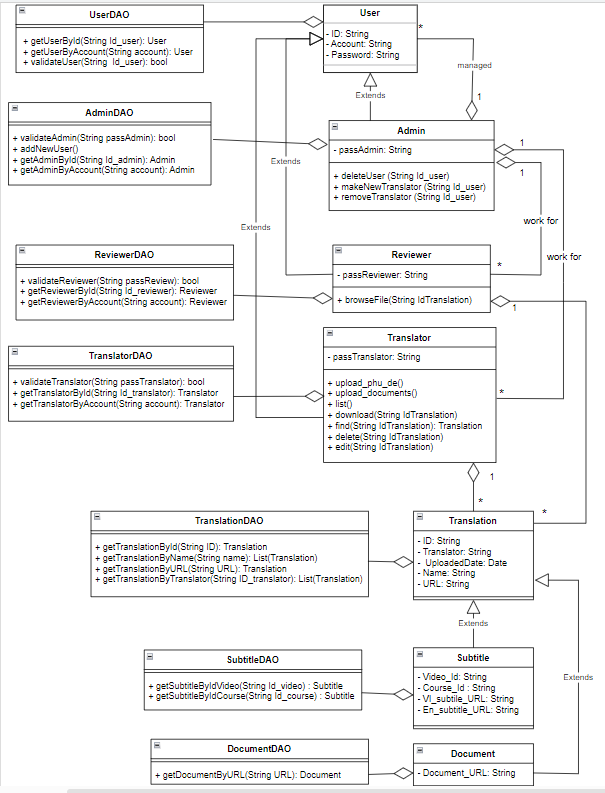 UserDAO
+ getUserById(String Id_user): User
+ getUserByAccount(String account): User
+ validateUser(String Id_user): bool
User
- ID: String
- Account: String
- Password: String
*
managed
1
Extends
AdminDAO
+ validateAdmin(String passAdmin): bool
+ addNewUser()
+ getAdminById(String Id_admin): Admin
+ getAdminByAccount(String account): Admin
Admin
- passAdmin: String
+ deleteUser (String Id_user)
+ makeNewTranslator (String Id_user)
+ removeTranslator (String Id_user)
1
1
Extends
Extends
work for
work for
ReviewerDAO
+ validateReviewer(String passReview): bool
+ getReviewerById(String Id_reviewer): Reviewer
+ getReviewerByAccount(String account): Reviewer
Reviewer
- passReviewer: String
+ browseFile(String IdTranslation)
*
1
TranslatorDAO
+ validateTranslator(String passTranslator): bool
+ getTranslatorById(String Id_translator): Translator
+ getTranslatorByAccount(String account): Translator
Translator
- passTranslator: String
+ upload_phu_de()
+ upload_documents()
+ list()
+ download(String IdTranslation)
+ find(String IdTranslation): Translation
+ delete(String IdTranslation)
+ edit(String IdTranslation)
*
1
*
*
TranslationDAO
+ getTranslationById(String ID): Translation
+ getTranslationByName(String name): List(Translation)
+ getTranslationByURL(String URL): Translation
+ getTranslationByTranslator(String ID_translator): List(Translation)
Translation
- ID: String
- Translator: String
- UploadedDate: Date
- Name: String
- URL: String
Extends
SubtitleDAO
+ getSubtitleByIdVideo(String Id_video) : Subtitle
+ getSubtitleByIdCourse(String Id_course) : Subtitle
Subtitle
- Video_Id: String
- Course_Id : String
- VI_subtile_URL: String
- En_subtitle_URL: String
Extends
DocumentDAO
+ getDocumentByURL(String URL): Document
Document
- Document_URL: String